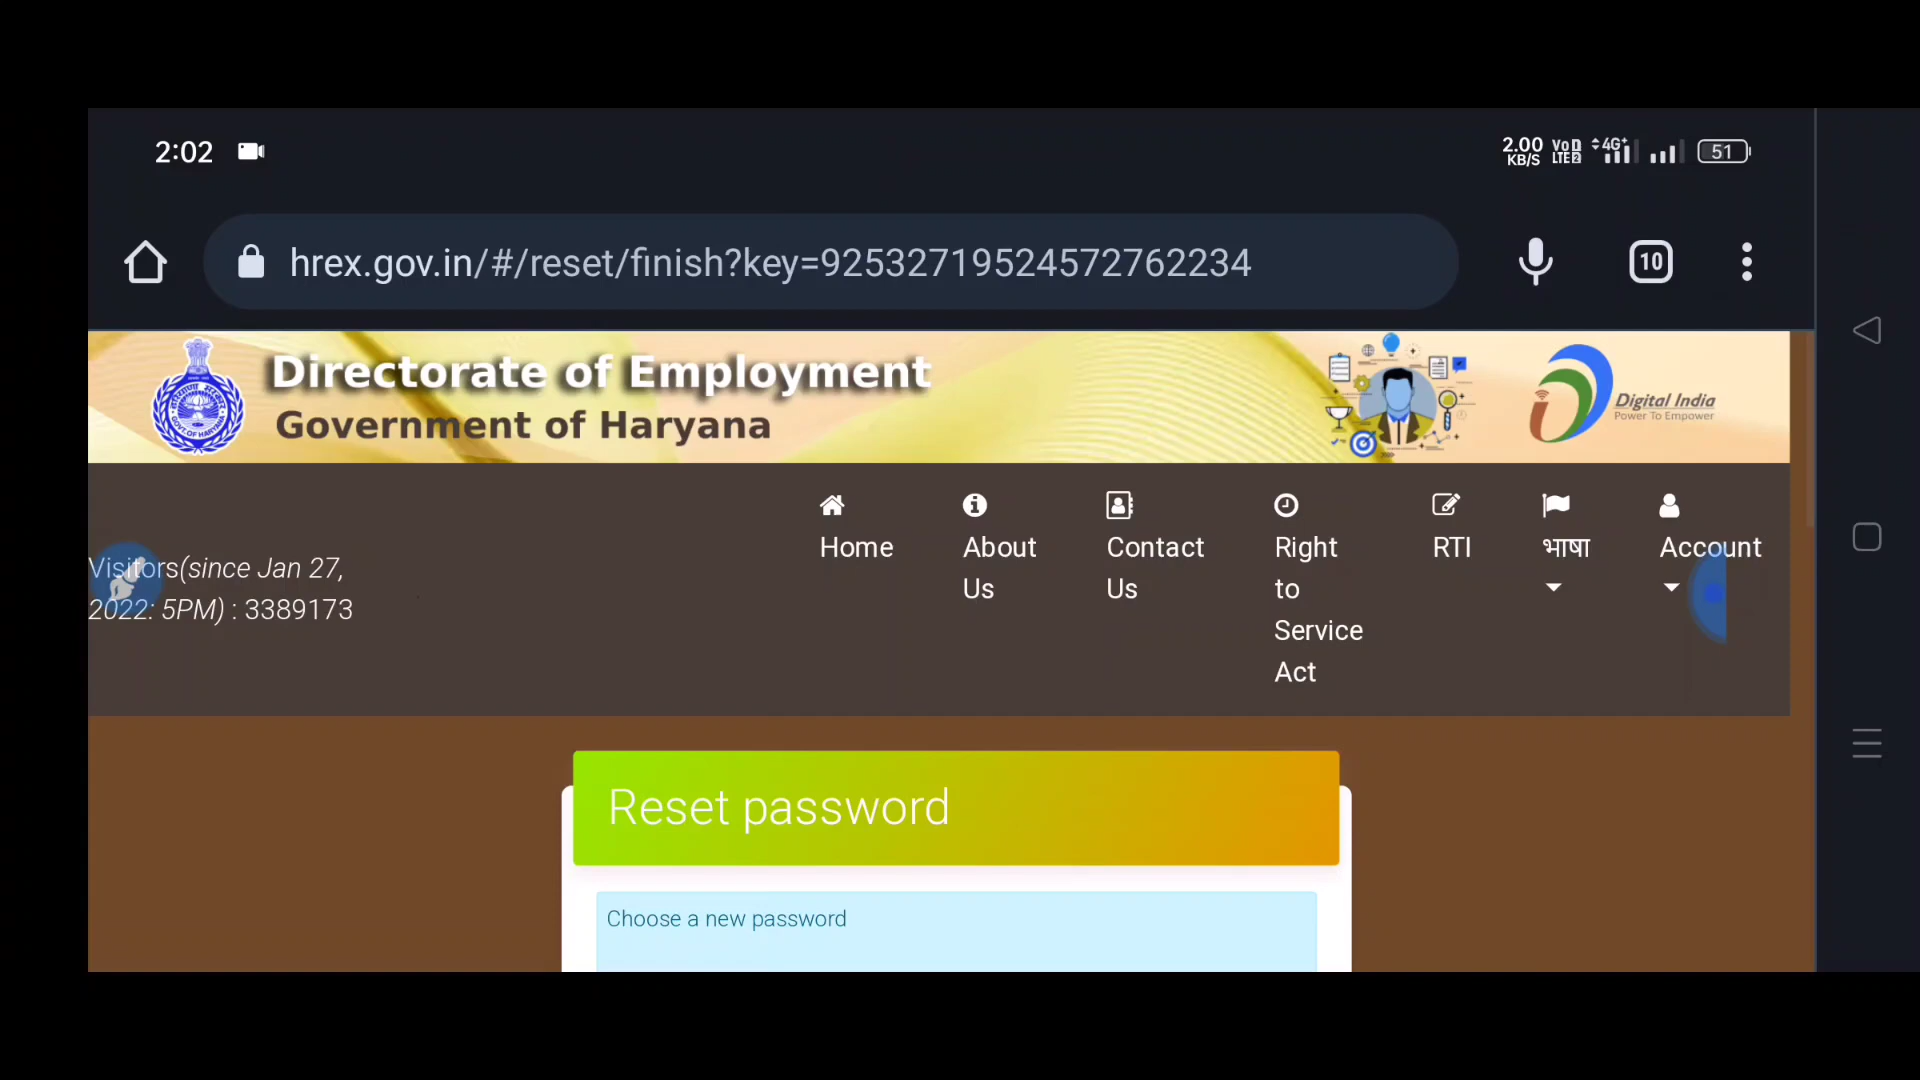 2:02 2.00 KB/S VoD LTE2 4G+ 51
hrex.gov.in/#/reset/finish?key=92532719524572762234 10
Directorate of Employment
Government of Haryana
Digital India
Power To Empower
Visitors(since Jan 27,
2022: 5PM) : 3389173
Home
About
Us
Contact
Us
Right
to
Service
Act
RTI
भाषा
Account
Reset password
Choose a new password